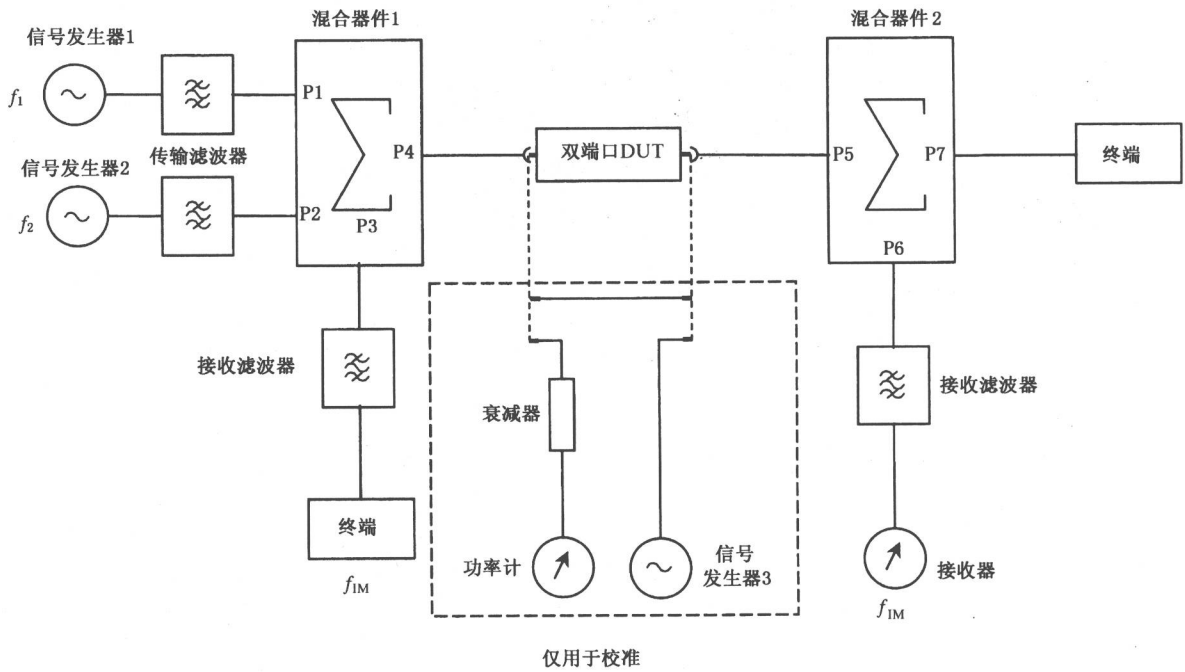 混合器件1
混合器件2
信号发生器1
f1
P1
P4
传输滤波器
信号发生器2
f2
P2
P3
双端口DUT
P5
P7
P6
终端
接收滤波器
接收滤波器
衰减器
终端
fIM
功率计
信号
发生器3
接收器
fIM
仅用于校准